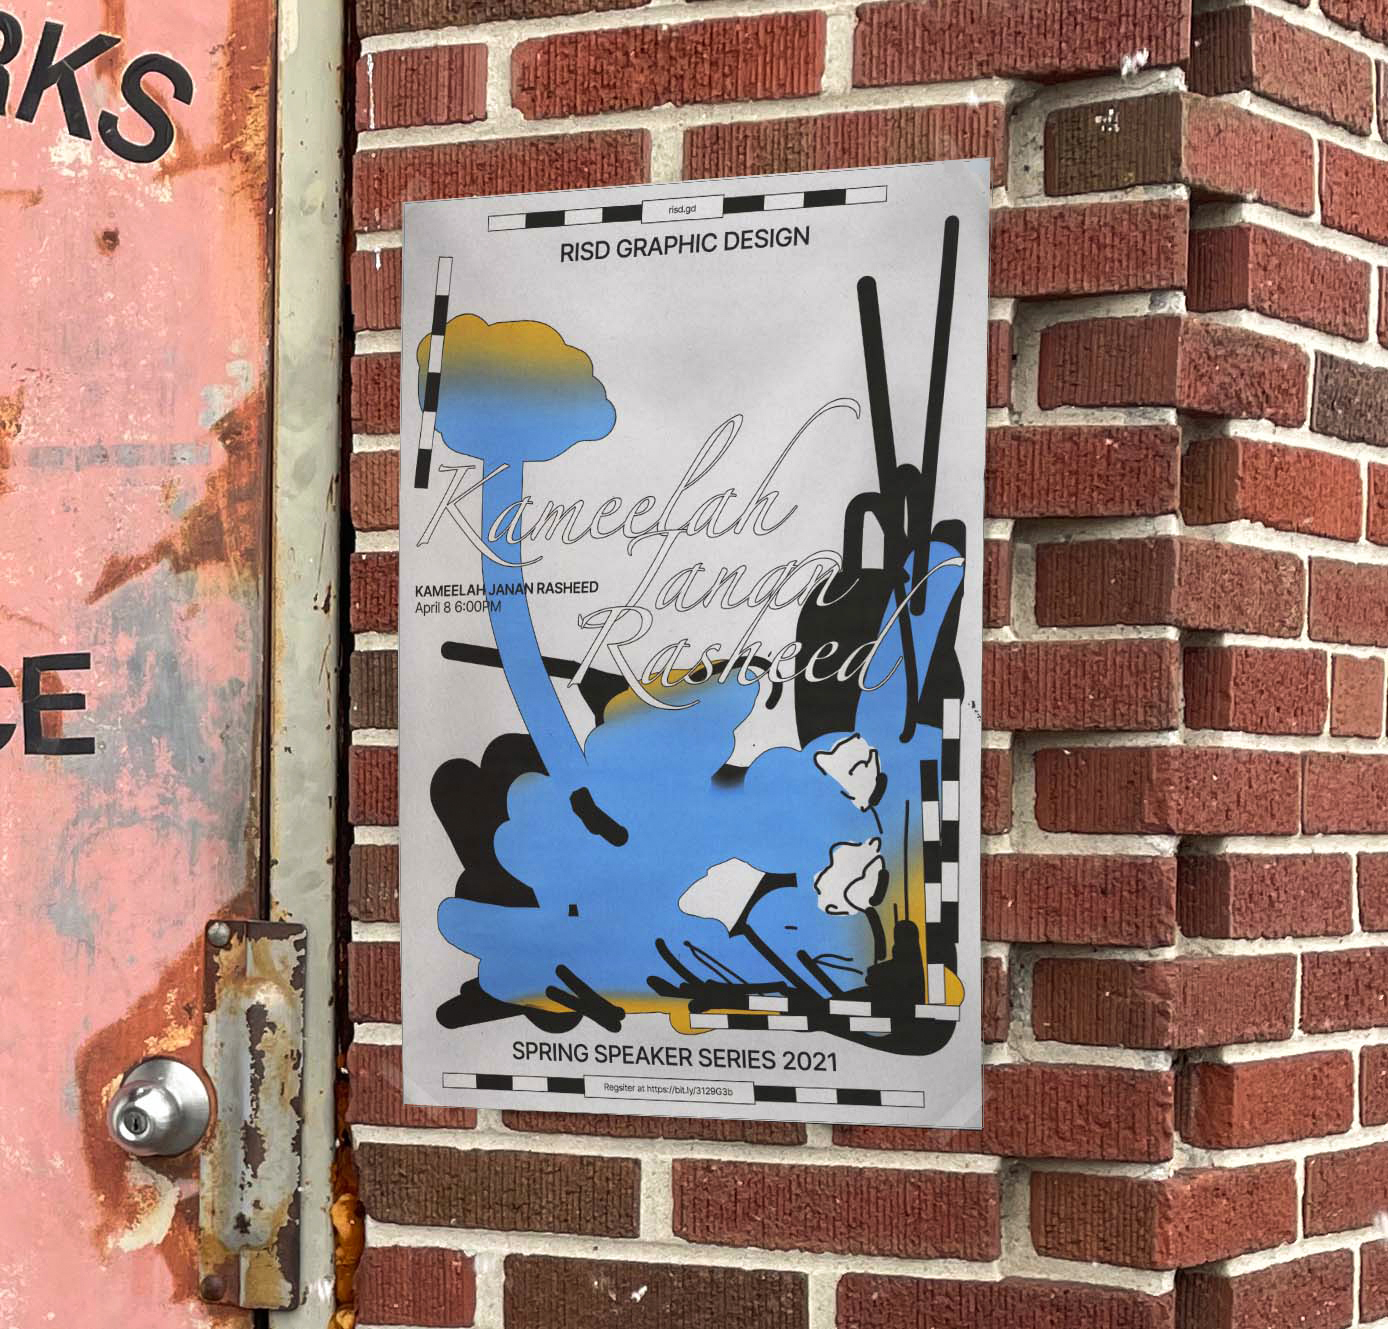 RKS
CE
risd.gd
RISD GRAPHIC DESIGN
Kameelah
Janan
Rasheed
KAMEELAH JANAN RASHEED
April 8 6:00PM
SPRING SPEAKER SERIES 2021
Regsiter at https://bit.ly/3129G3b